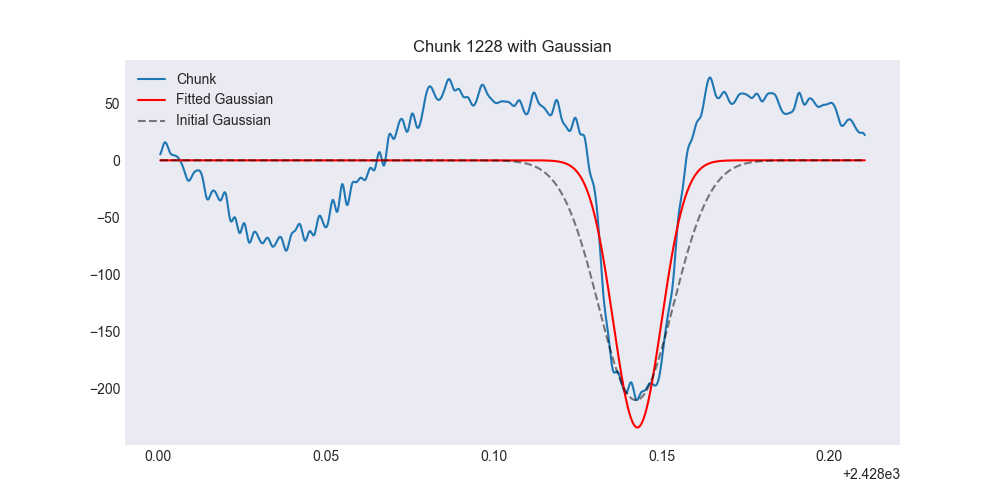 Chunk 1228 with Gaussian
Chunk
Fitted Gaussian
Initial Gaussian
50
0
−50
−100
−150
−200
0.00 0.05 0.10 0.15 0.20
+2.428e3